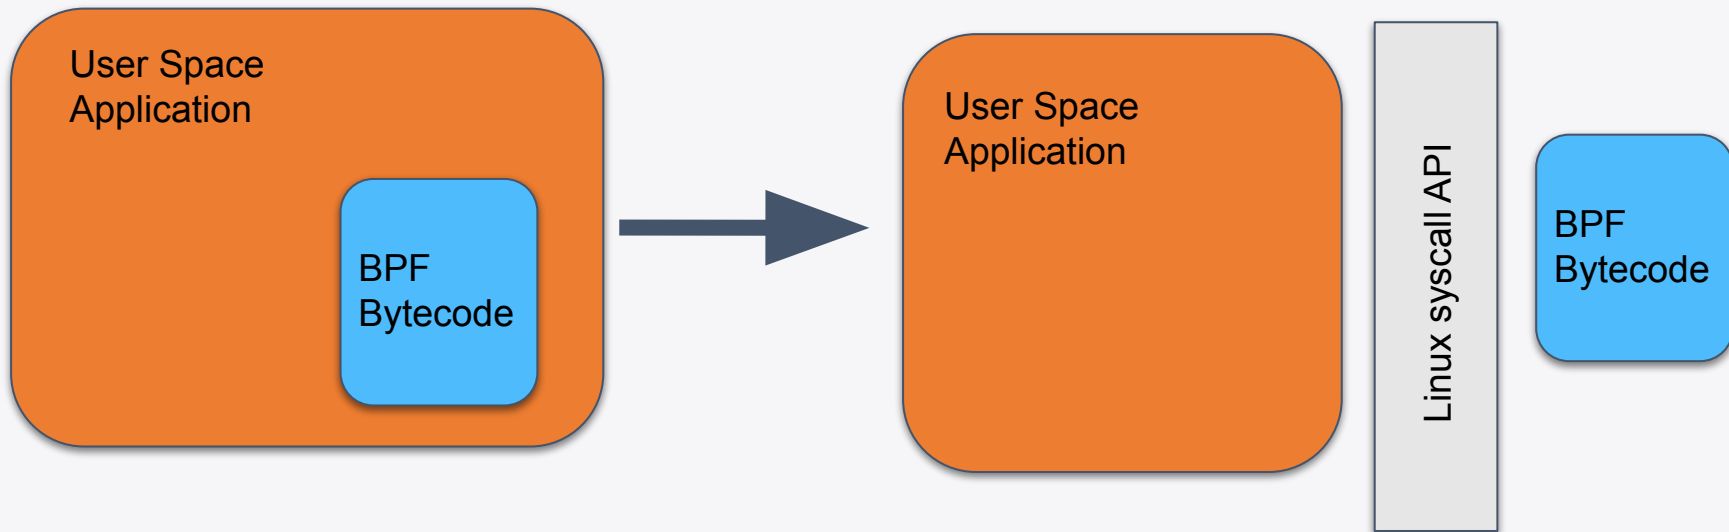 User Space
Application
BPF
Bytecode
User Space
Application
Linux syscall API
BPF
Bytecode